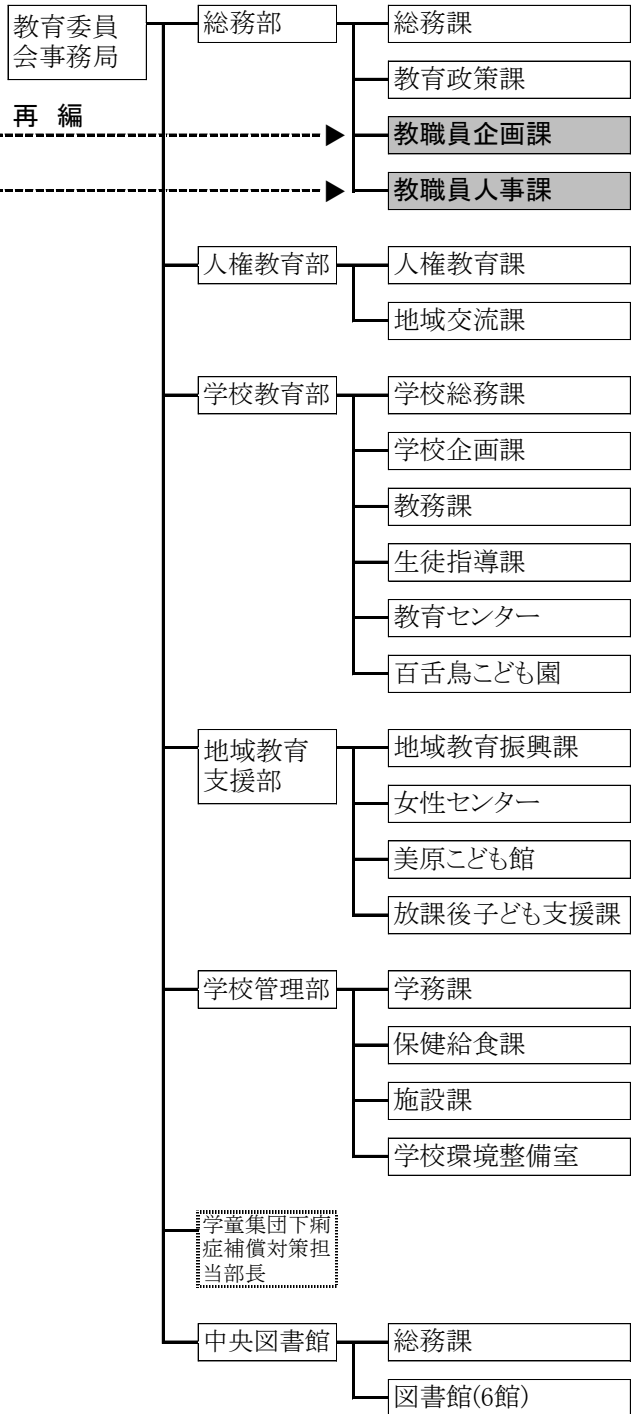 教育委員
会事務局
総務部
総務課
教育政策課
再 編
教職員企画課
教職員人事課
人権教育部
人権教育課
地域交流課
学校教育部
学校総務課
学校企画課
教務課
生徒指導課
教育センター
百舌鳥こども園
地域教育
支援部
地域教育振興課
女性センター
美原こども館
放課後子ども支援課
学校管理部
学務課
保健給食課
施設課
学校環境整備室
学童集団下痢
症補償対策担
当部長
中央図書館
総務課
図書館(6館)